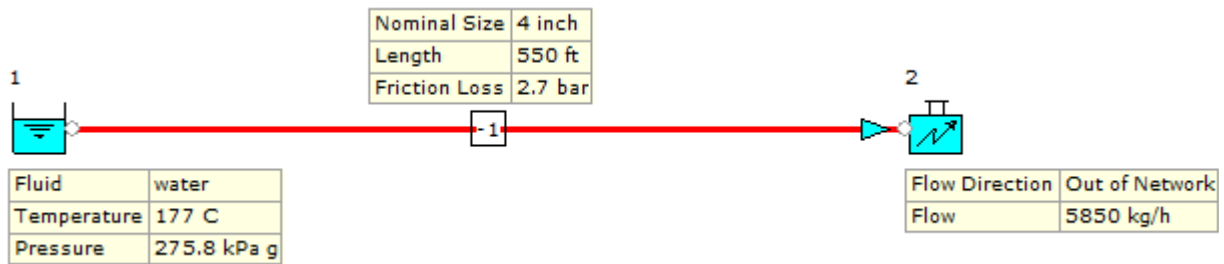 Nominal Size 4 inch
Length 550 ft
Friction Loss 2.7 bar
1
2
-1
Fluid water
Temperature 177 C
Pressure 275.8 kPa g
Flow Direction Out of Network
Flow 5850 kg/h